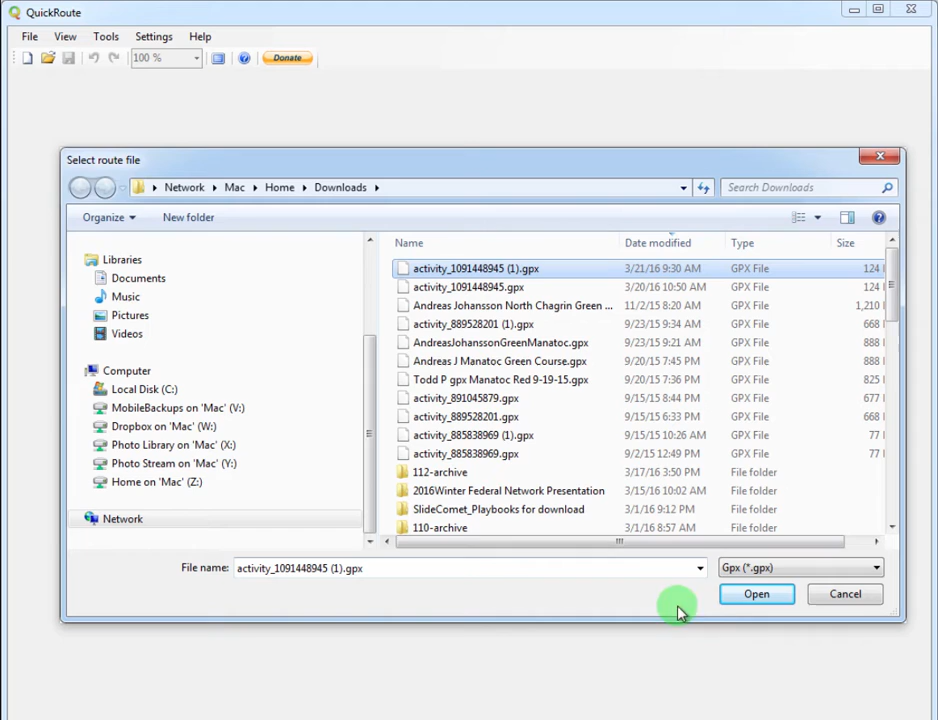 QuickRoute
File View Tools Settings Help
100 % Donate
Select route file
Network Mac Home Downloads Search Downloads
Organize New folder
Name Date modified Type Size
Libraries
Documents
Music
Pictures
Videos
Computer
Local Disk (C:)
MobileBackups on 'Mac' (V:)
Dropbox on 'Mac' (W:)
Photo Library on 'Mac' (X:)
Photo Stream on 'Mac' (Y:)
Home on 'Mac' (Z:)
Network
activity_1091448945 (1).gpx 3/21/16 9:30 AM GPX File 124
activity_1091448945.gpx 3/20/16 10:50 AM GPX File 124
Andreas Johansson North Chagrin Green ... 11/2/15 8:20 AM GPX File 1,210
activity_889528201 (1).gpx 9/23/15 9:34 AM GPX File 668
AndreasJohanssonGreenManatoc.gpx 9/23/15 9:21 AM GPX File 888
Andreas J Manatoc Green Course.gpx 9/20/15 7:45 PM GPX File 888
Todd P gpx Manatoc Red 9-19-15.gpx 9/20/15 7:36 PM GPX File 825
activity_891045879.gpx 9/15/15 8:44 PM GPX File 677
activity_889528201.gpx 9/15/15 6:33 PM GPX File 668
activity_885838969 (1).gpx 9/15/15 10:26 AM GPX File 77
activity_885838969.gpx 9/2/15 12:49 PM GPX File 77
112-archive 3/17/16 3:50 PM File folder
2016Winter Federal Network Presentation 3/15/16 10:02 AM File folder
SlideComet_Playbooks for download 3/1/16 9:12 PM File folder
110-archive 3/1/16 8:57 AM File folder
File name: activity_1091448945 (1).gpx Gpx (*.gpx)
Open Cancel